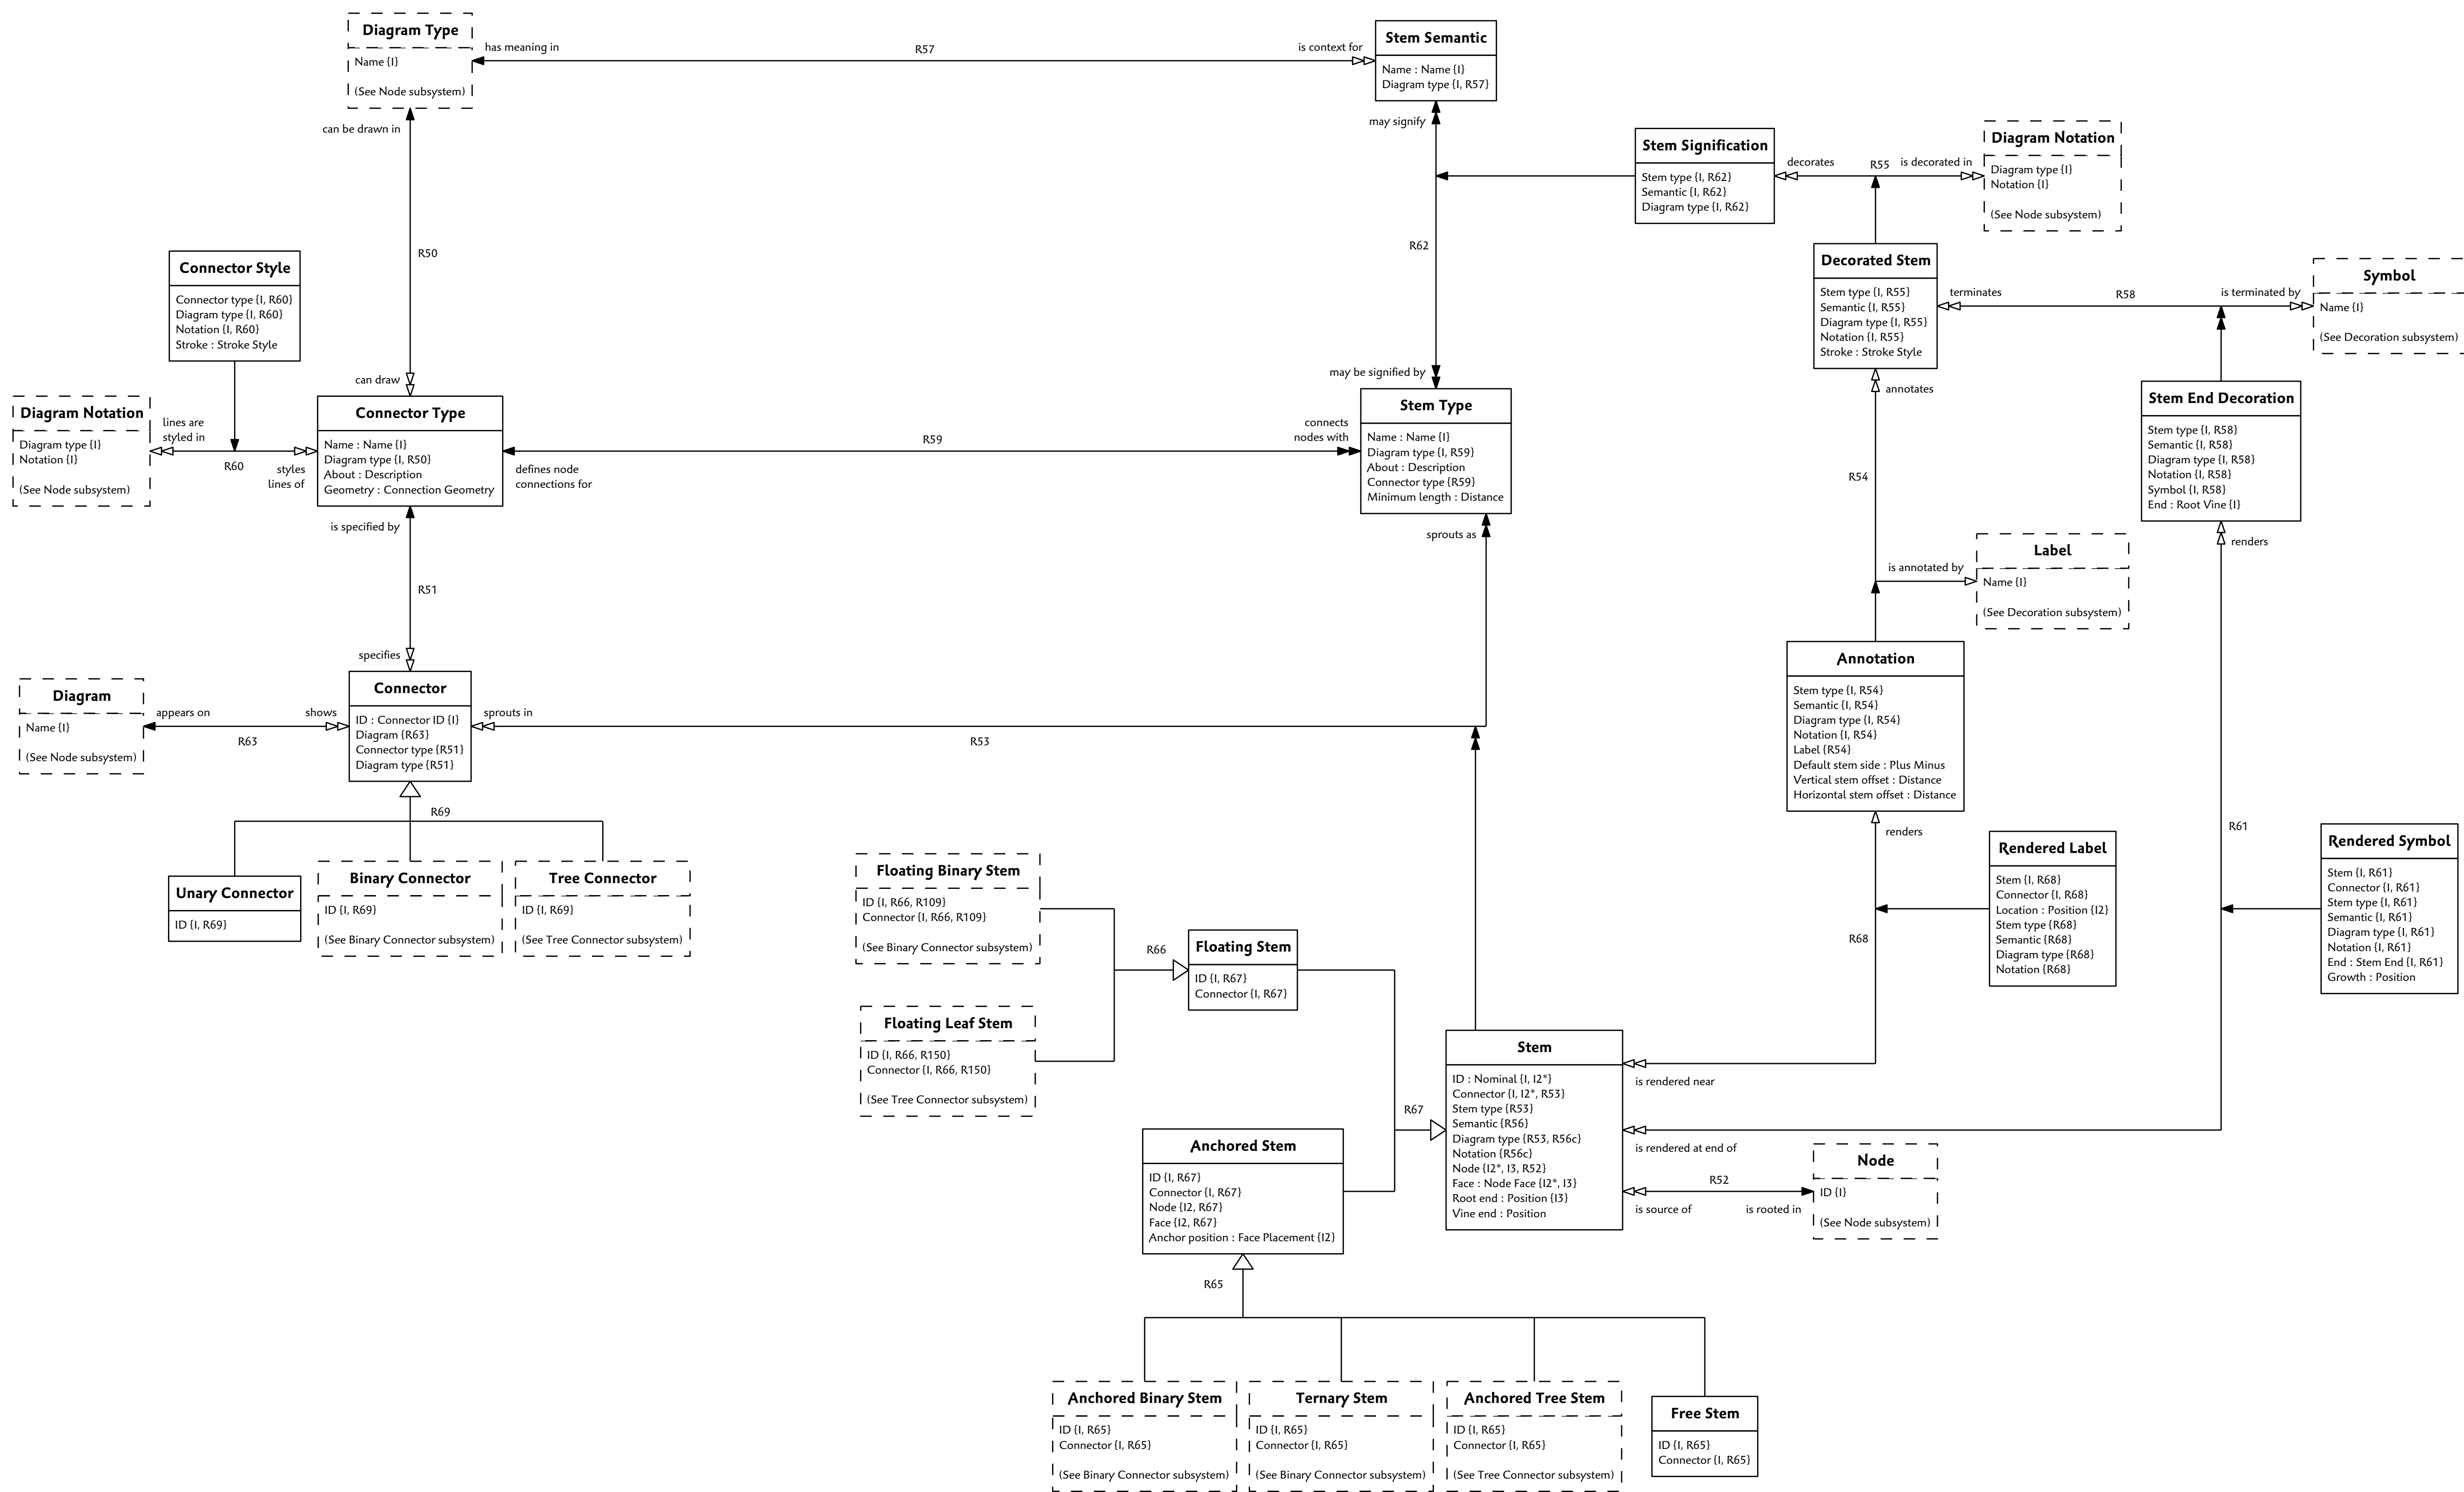 Diagram Type
Name {I}
(See Node subsystem)
has meaning in
R57
is context for
Stem Semantic
Name : Name {I}
Diagram type {I, R57}
can be drawn in
may signify
Stem Signification
Stem type {I, R62}
Semantic {I, R62}
Diagram type {I, R62}
decorates
R55
is decorated in
Diagram Notation
Diagram type {I}
Notation {I}
(See Node subsystem)
R50
R62
Connector Style
Connector type {I, R60}
Diagram type {I, R60}
Notation {I, R60}
Stroke : Stroke Style
Decorated Stem
Stem type {I, R55}
Semantic {I, R55}
Diagram type {I, R55}
Notation {I, R55}
Stroke : Stroke Style
terminates
R58
is terminated by
Symbol
Name {I}
(See Decoration subsystem)
can draw
may be signified by
annotates
Diagram Notation
Diagram type {I}
Notation {I}
(See Node subsystem)
lines are
styled in
R60
styles
lines of
Connector Type
Name : Name {I}
Diagram type {I, R50}
About : Description
Geometry : Connection Geometry
defines node
connections for
R59
connects
nodes with
Stem Type
Name : Name {I}
Diagram type {I, R59}
About : Description
Connector type {R59}
Minimum length : Distance
Stem End Decoration
Stem type {I, R58}
Semantic {I, R58}
Diagram type {I, R58}
Notation {I, R58}
Symbol {I, R58}
End : Root Vine {I}
R54
is specified by
sprouts as
renders
R51
is annotated by
Label
Name {I}
(See Decoration subsystem)
specifies
Diagram
Name {I}
(See Node subsystem)
appears on
shows
R63
Connector
ID : Connector ID {I}
Diagram {R63}
Connector type {R51}
Diagram type {R51}
sprouts in
R53
Annotation
Stem type {I, R54}
Semantic {I, R54}
Diagram type {I, R54}
Notation {I, R54}
Label {R54}
Default stem side : Plus Minus
Vertical stem offset : Distance
Horizontal stem offset : Distance
R69
Unary Connector
ID {I, R69}
Binary Connector
ID {I, R69}
(See Binary Connector subsystem)
Tree Connector
ID {I, R69}
(See Tree Connector subsystem)
renders
R61
Rendered Label
Stem {I, R68}
Connector {I, R68}
Location : Position {I2}
Stem type {R68}
Semantic {R68}
Diagram type {R68}
Notation {R68}
Rendered Symbol
Stem {I, R61}
Connector {I, R61}
Stem type {I, R61}
Semantic {I, R61}
Diagram type {I, R61}
Notation {I, R61}
End : Stem End {I, R61}
Growth : Position
R68
Floating Binary Stem
ID {I, R66, R109}
Connector {I, R66, R109}
(See Binary Connector subsystem)
R66
Floating Stem
ID {I, R67}
Connector {I, R67}
Floating Leaf Stem
ID {I, R66, R150}
Connector {I, R66, R150}
(See Tree Connector subsystem)
R67
Stem
ID : Nominal {I, I2*}
Connector {I, I2*, R53}
Stem type {R53}
Semantic {R56}
Diagram type {R53, R56c}
Notation {R56c}
Node {I2*, I3, R52}
Face : Node Face {I2*, I3}
Root end : Position {I3}
Vine end : Position
is rendered near
is rendered at end of
R52
is source of
is rooted in
Node
ID {I}
(See Node subsystem)
Anchored Stem
ID {I, R67}
Connector {I, R67}
Node {I2, R67}
Face {I2, R67}
Anchor position : Face Placement {I2}
R65
Anchored Binary Stem
ID {I, R65}
Connector {I, R65}
(See Binary Connector subsystem)
Ternary Stem
ID {I, R65}
Connector {I, R65}
(See Binary Connector subsystem)
Anchored Tree Stem
ID {I, R65}
Connector {I, R65}
(See Tree Connector subsystem)
Free Stem
ID {I, R65}
Connector {I, R65}